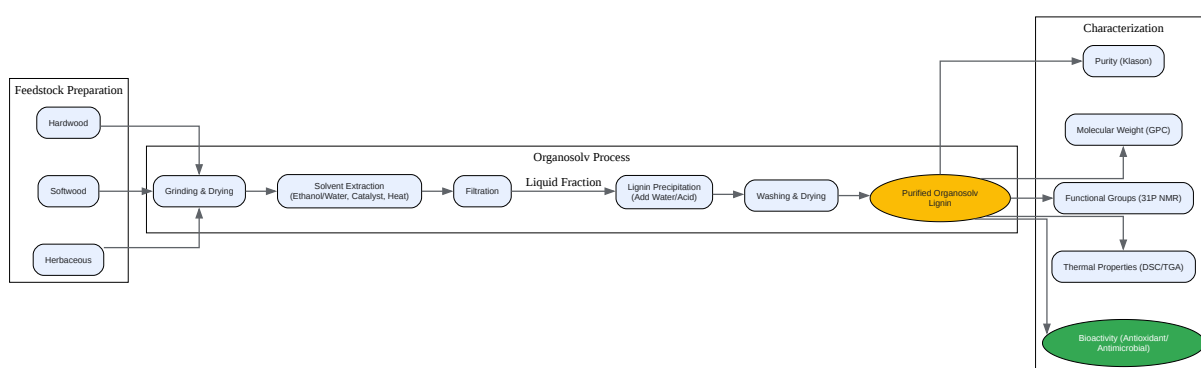 Feedstock Preparation
Hardwood
Softwood
Herbaceous
Organosolv Process
Grinding & Drying
Solvent Extraction
(Ethanol/Water, Catalyst, Heat)
Filtration
Liquid Fraction
Lignin Precipitation
(Add Water/Acid)
Washing & Drying
Purified Organosolv
Lignin
Characterization
Purity (Klason)
Molecular Weight (GPC)
Functional Groups (31P NMR)
Thermal Properties (DSC/TGA)
Bioactivity (Antioxidant/
Antimicrobial)